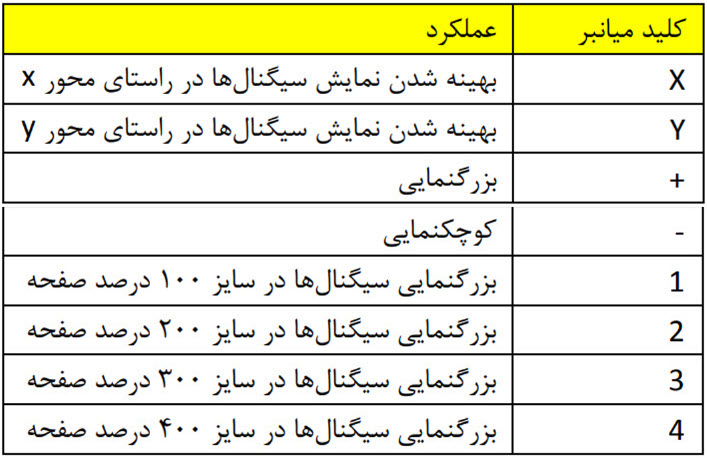 کلید میانبر عملکرد
X بهینه شدن نمایش سیگنال‌ها در راستای محور x
Y بهینه شدن نمایش سیگنال‌ها در راستای محور y
+ بزرگنمایی
- کوچکنمایی
1 بزرگنمایی سیگنال‌ها در سایز ۱۰۰ درصد صفحه
2 بزرگنمایی سیگنال‌ها در سایز ۲۰۰ درصد صفحه
3 بزرگنمایی سیگنال‌ها در سایز ۳۰۰ درصد صفحه
4 بزرگنمایی سیگنال‌ها در سایز ۴۰۰ درصد صفحه